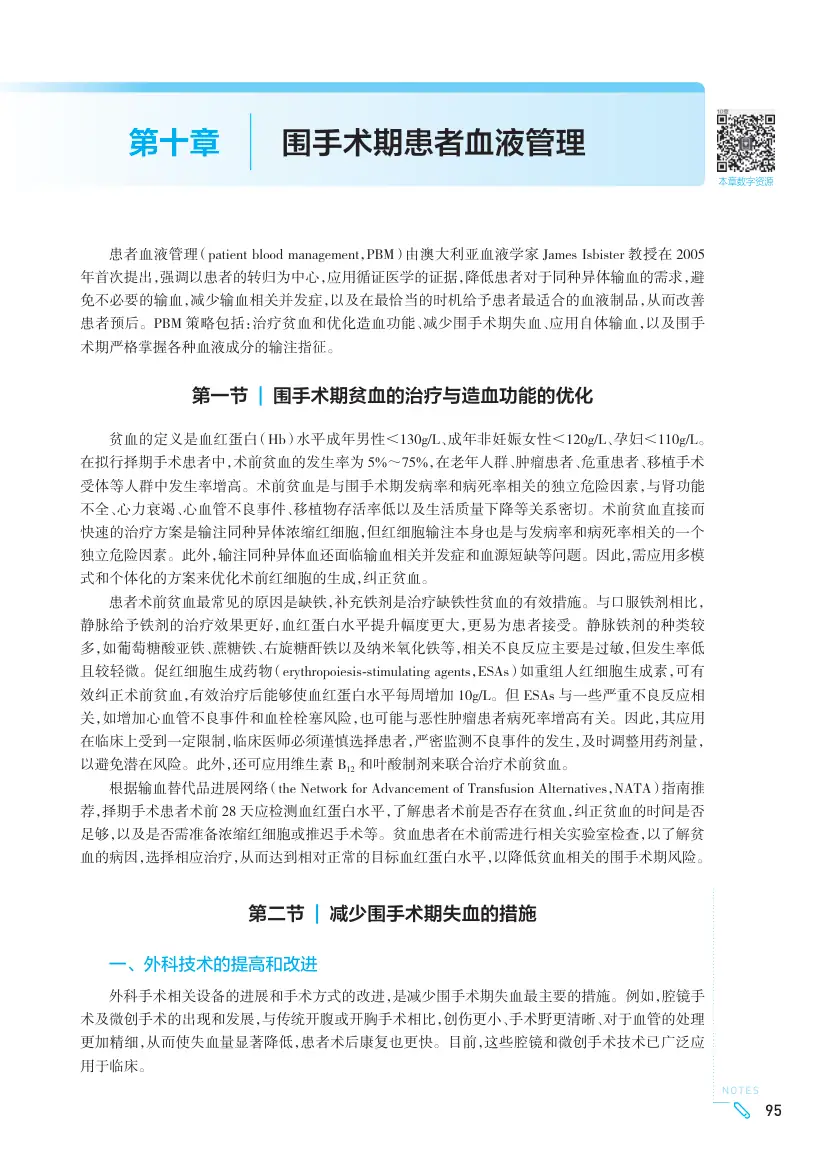 第十章
围手术期患者血液管理
本章数字资源
患者血液管理（patient blood management，PBM）由澳大利亚血液学家 James Isbister 教授在 2005
年首次提出，强调以患者的转归为中心，应用循证医学的证据，降低患者对于同种异体输血的需求，避
免不必要的输血，减少输血相关并发症，以及在最恰当的时机给予患者最适合的血液制品，从而改善
患者预后。PBM 策略包括：治疗贫血和优化造血功能、减少围手术期失血、应用自体输血，以及围手
术期严格掌握各种血液成分的输注指征。
第一节 | 围手术期贫血的治疗与造血功能的优化
贫血的定义是血红蛋白（Hb）水平成年男性＜130g/L、成年非妊娠女性＜120g/L、孕妇＜110g/L。
在拟行择期手术患者中，术前贫血的发生率为 5%～75%，在老年人群、肿瘤患者、危重患者、移植手术
受体等人群中发生率增高。术前贫血是与围手术期发病率和病死率相关的独立危险因素，与肾功能
不全、心力衰竭、心血管不良事件、移植物存活率低以及生活质量下降等关系密切。术前贫血直接而
快速的治疗方案是输注同种异体浓缩红细胞，但红细胞输注本身也是与发病率和病死率相关的一个
独立危险因素。此外，输注同种异体血还面临输血相关并发症和血源短缺等问题。因此，需应用多模
式和个体化的方案来优化术前红细胞的生成，纠正贫血。
患者术前贫血最常见的原因是缺铁，补充铁剂是治疗缺铁性贫血的有效措施。与口服铁剂相比，
静脉给予铁剂的治疗效果更好，血红蛋白水平提升幅度更大，更易为患者接受。静脉铁剂的种类较
多，如葡萄糖酸亚铁、蔗糖铁、右旋糖酐铁以及纳米氧化铁等，相关不良反应主要是过敏，但发生率低
且较轻微。促红细胞生成药物（erythropoiesis-stimulating agents，ESAs）如重组人红细胞生成素，可有
效纠正术前贫血，有效治疗后能够使血红蛋白水平每周增加 10g/L。但 ESAs 与一些严重不良反应相
关，如增加心血管不良事件和血栓栓塞风险，也可能与恶性肿瘤患者病死率增高有关。因此，其应用
在临床上受到一定限制，临床医师必须谨慎选择患者，严密监测不良事件的发生，及时调整用药剂量，
以避免潜在风险。此外，还可应用维生素 B₁₂ 和叶酸制剂来联合治疗术前贫血。
根据输血替代品进展网络（the Network for Advancement of Transfusion Alternatives，NATA）指南推
荐，择期手术患者术前 28 天应检测血红蛋白水平，了解患者术前是否存在贫血，纠正贫血的时间是否
足够，以及是否需准备浓缩红细胞或推迟手术等。贫血患者在术前需进行相关实验室检查，以了解贫
血的病因，选择相应治疗，从而达到相对正常的目标血红蛋白水平，以降低贫血相关的围手术期风险。
第二节 | 减少围手术期失血的措施
一、外科技术的提高和改进
外科手术相关设备的进展和手术方式的改进，是减少围手术期失血最主要的措施。例如，腔镜手
术及微创手术的出现和发展，与传统开腹或开胸手术相比，创伤更小、手术野更清晰、对于血管的处理
更加精细，从而使失血量显著降低，患者术后康复也更快。目前，这些腔镜和微创手术技术已广泛应
用于临床。
NOTES
95